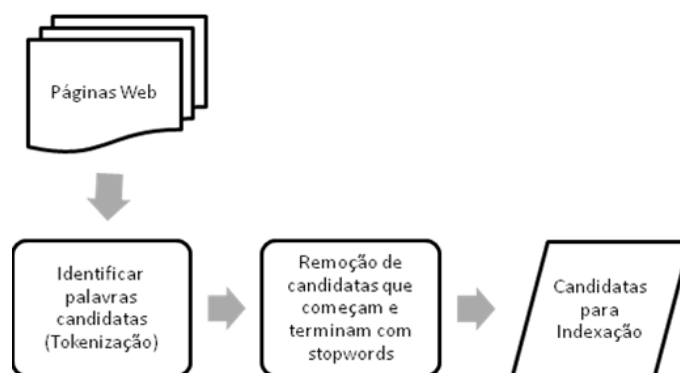 Páginas Web
Identificar
palavras
candidatas
(Tokenização)
Remoção de
candidatas que
começam e
terminam com
stopwords
Candidatas
para
Indexação